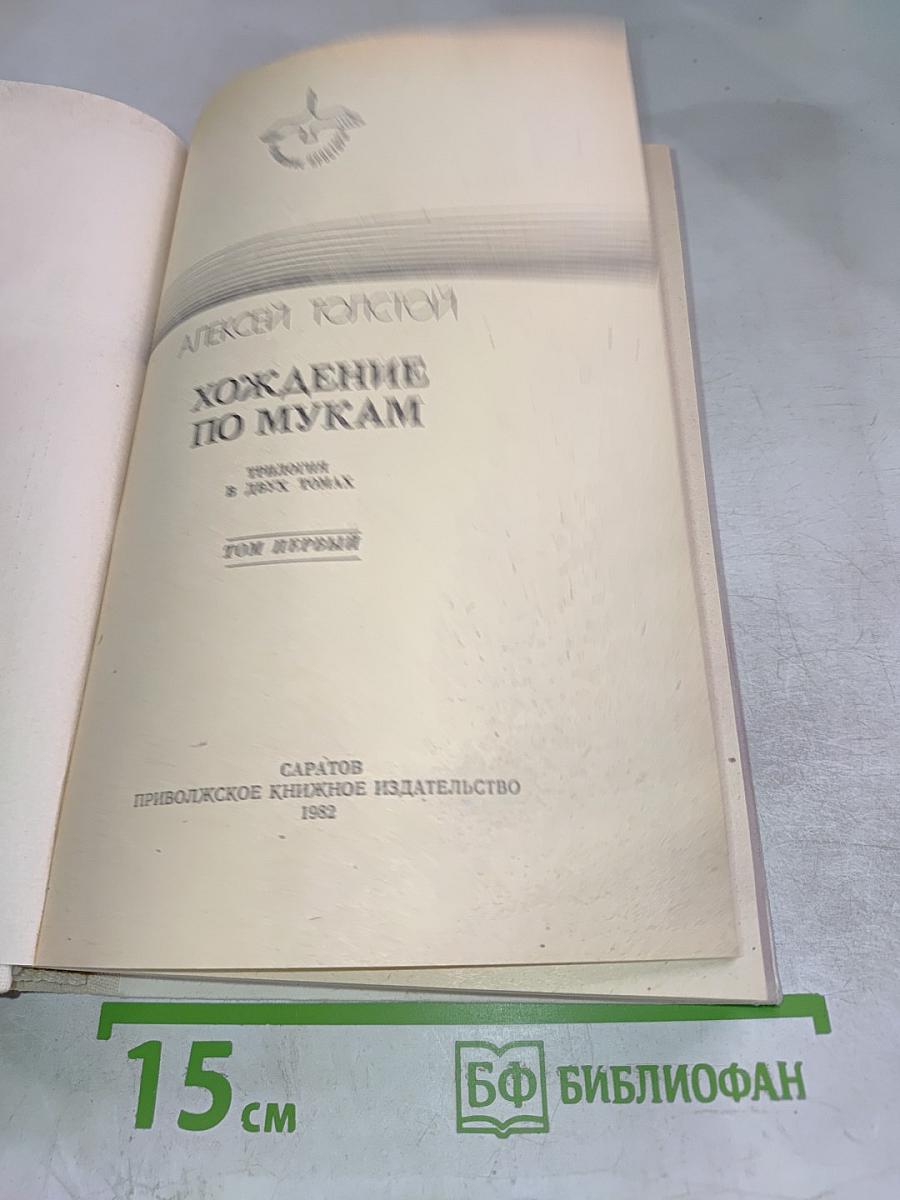 АЛЕКСЕЙ ТОЛСТОЙ
ХОЖДЕНИЕ
ПО МУКАМ
ТРИЛОГИЯ
В ДВУХ ТОМАХ
ТОМ ПЕРВЫЙ
САРАТОВ
ПРИВОЛЖСКОЕ КНИЖНОЕ ИЗДАТЕЛЬСТВО
1982
15 см
БФ БИБЛИОФАН